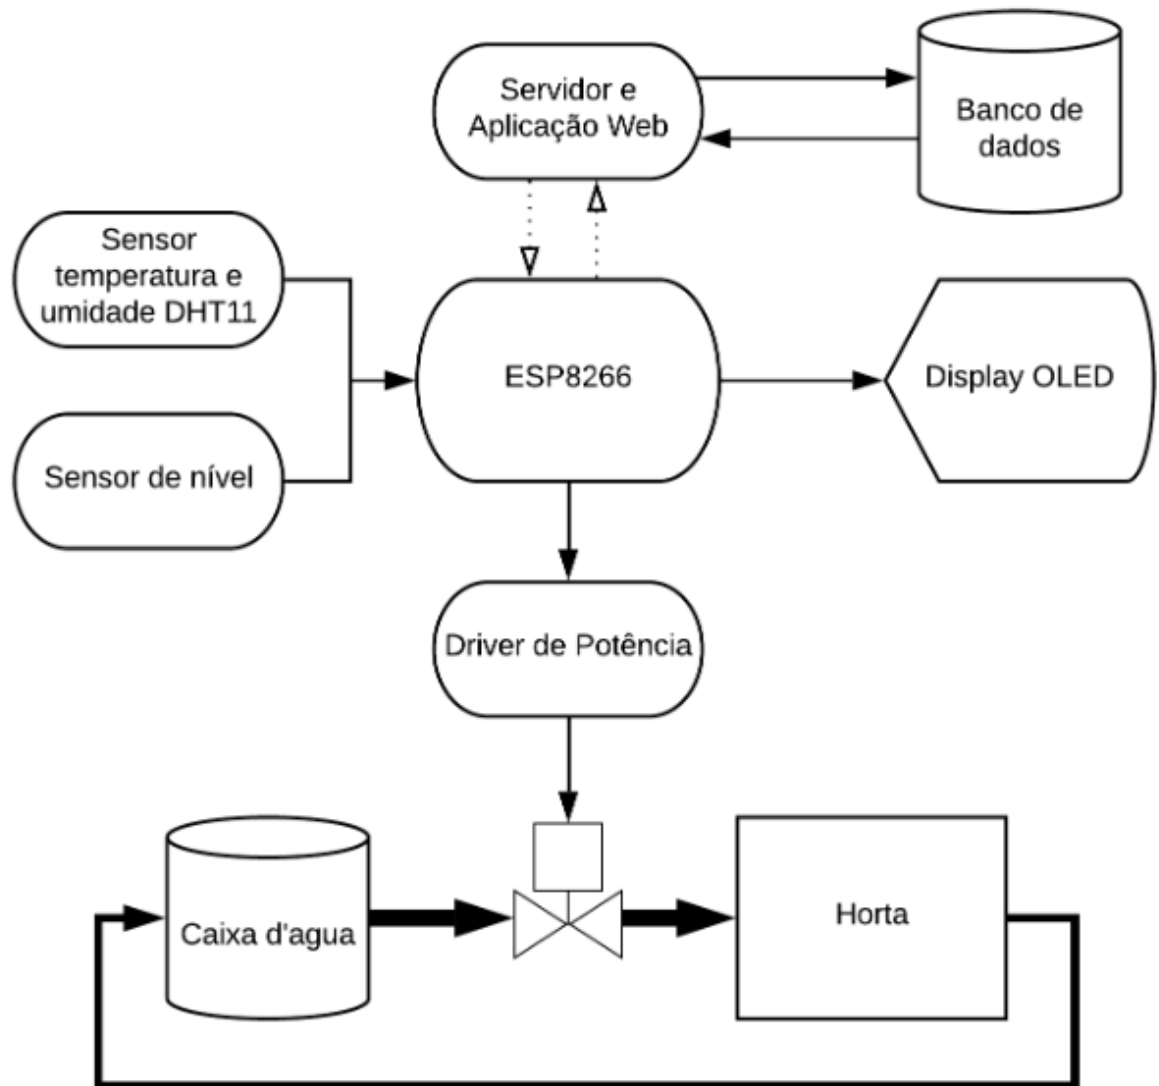 Servidor e
Aplicação Web
Banco de
dados
Sensor
temperatura e
umidade DHT11
ESP8266
Display OLED
Sensor de nível
Driver de Potência
Caixa d'agua
Horta